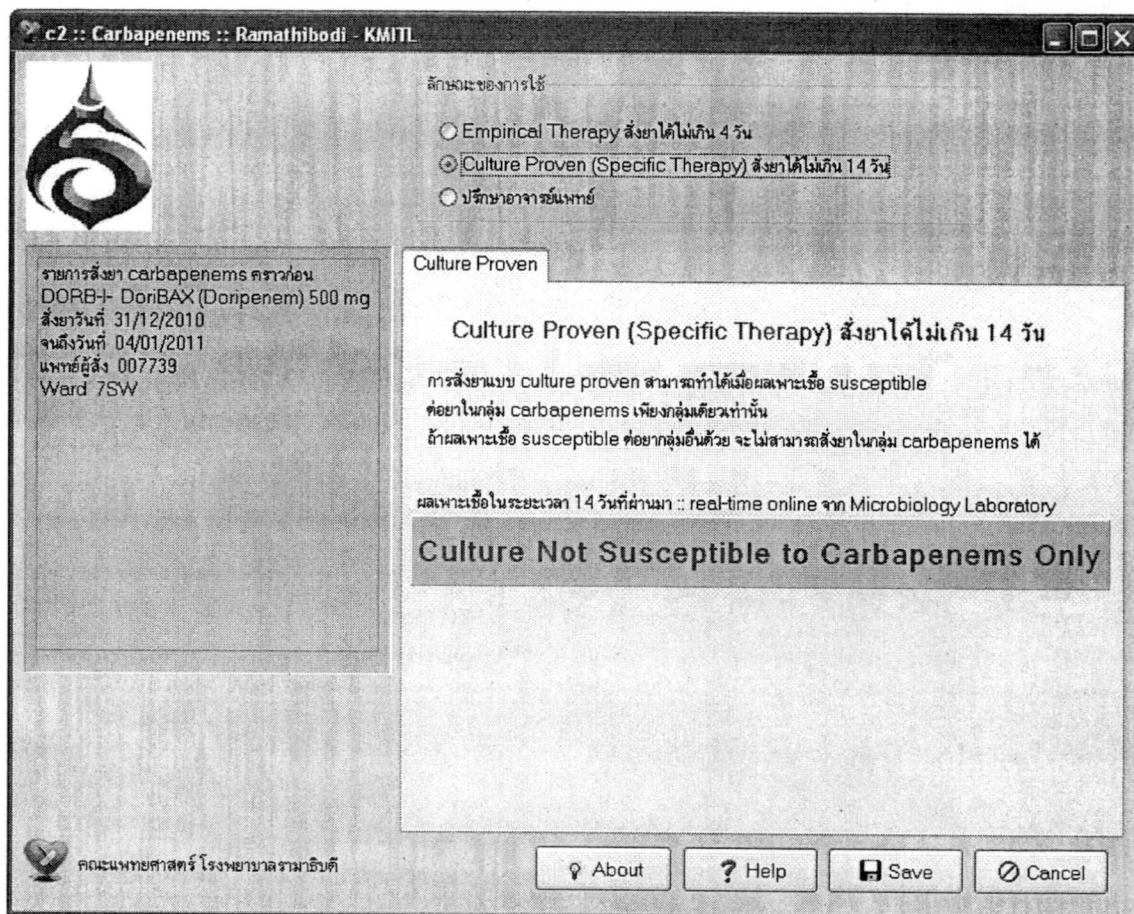 c2 :: Carbapenems :: Ramathibodi - KMITL
ลักษณะของการใช้
Empirical Therapy สั่งยาได้ไม่เกิน 4 วัน
Culture Proven (Specific Therapy) สั่งยาได้ไม่เกิน 14 วัน
ปรึกษาอาจารย์แพทย์
รายการสั่งยา carbapenems คราวก่อน
DORB-I- DoriBAX (Doripenem) 500 mg
สั่งยาวันที่ 31/12/2010
จนถึงวันที่ 04/01/2011
แพทย์ผู้สั่ง 007739
Ward 7SW
Culture Proven
Culture Proven (Specific Therapy) สั่งยาได้ไม่เกิน 14 วัน
การสั่งยาแบบ culture proven สามารถทำได้เมื่อผลเพาะเชื้อ susceptible
ต่อยาในกลุ่ม carbapenems เพียงกลุ่มเดียวเท่านั้น
ถ้าผลเพาะเชื้อ susceptible ต่อยากลุ่มอื่นด้วย จะไม่สามารถสั่งยาในกลุ่ม carbapenems ได้
ผลเพาะเชื้อในระยะเวลา 14 วันที่ผ่านมา :: real-time online จาก Microbiology Laboratory
Culture Not Susceptible to Carbapenems Only
คณะแพทยศาสตร์ โรงพยาบาลรามาธิบดี
About
Help
Save
Cancel